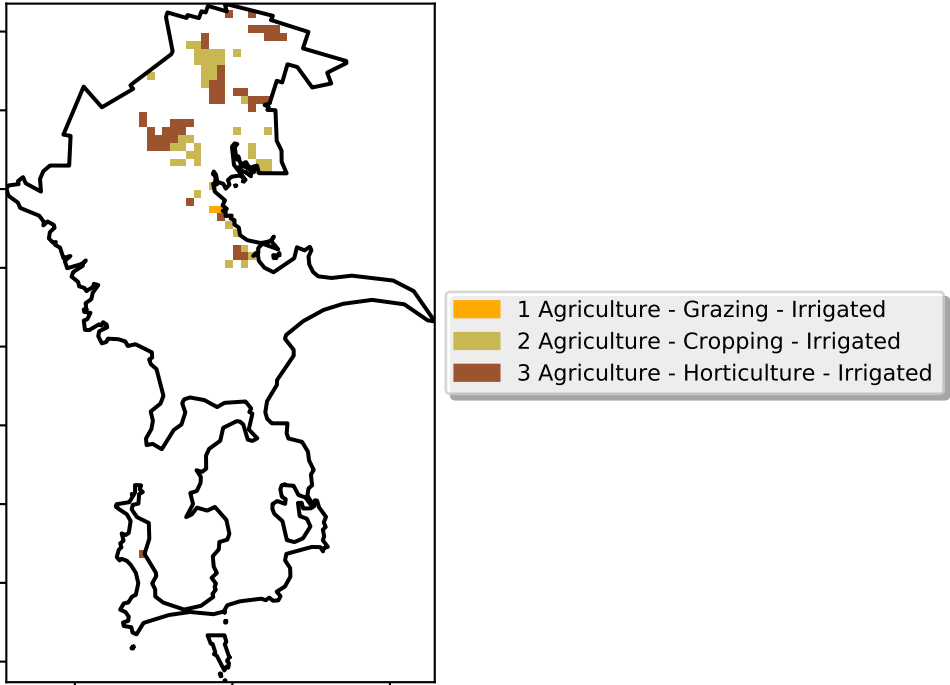 1 Agriculture - Grazing - Irrigated
2 Agriculture - Cropping - Irrigated
3 Agriculture - Horticulture - Irrigated